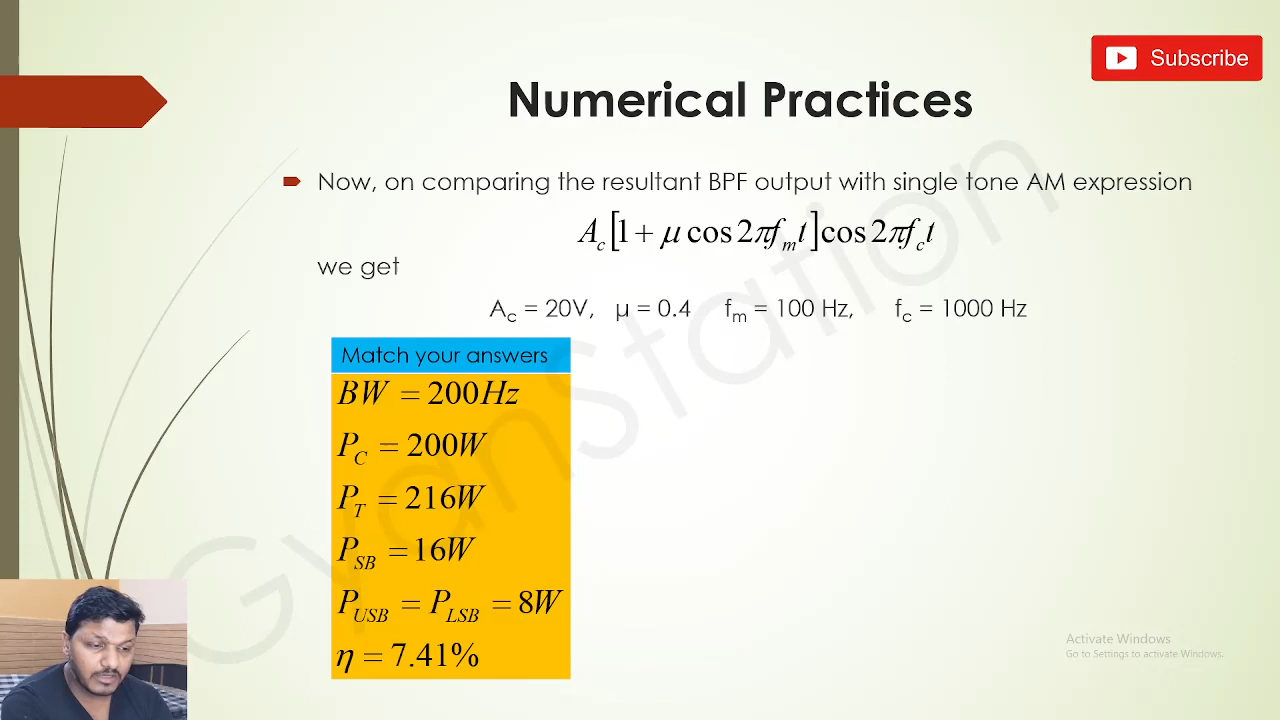 Subscribe
Numerical Practices
Now, on comparing the resultant BPF output with single tone AM expression
A_c [1 + μ cos 2πf_m t] cos 2πf_c t
we get
A_c = 20V, μ = 0.4 f_m = 100 Hz, f_c = 1000 Hz
Match your answers
BW = 200Hz
P_C = 200W
P_T = 216W
P_SB = 16W
P_USB = P_LSB = 8W
η = 7.41%
GyanStation
Activate Windows
Go to Settings to activate Windows.